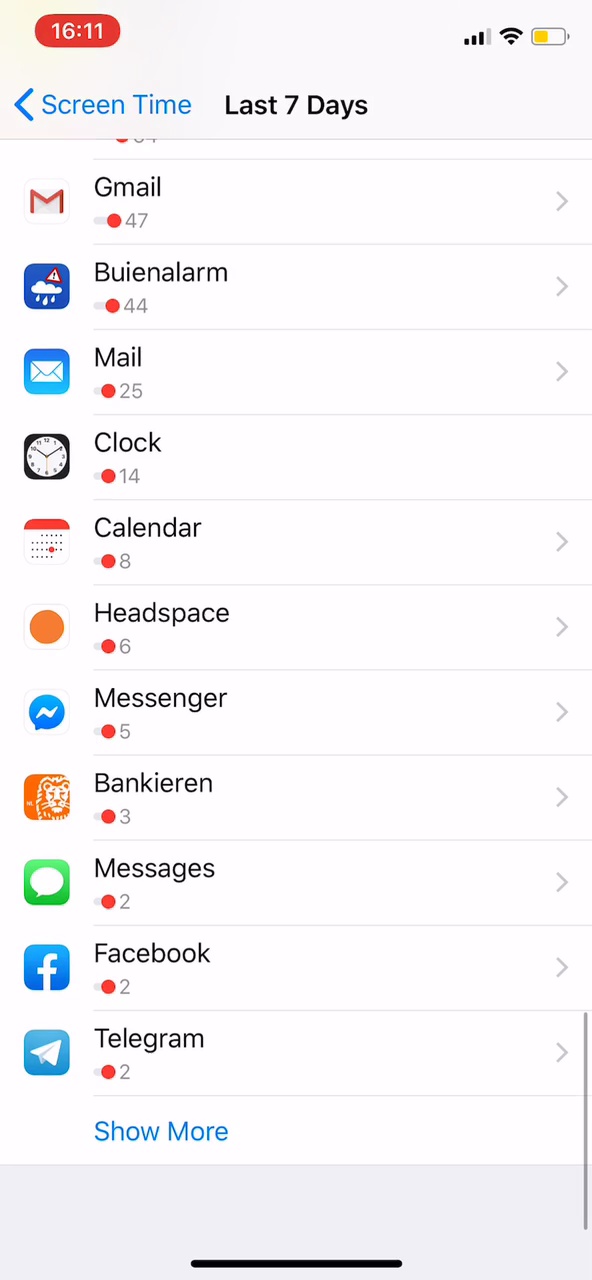 16:11
Screen Time
Last 7 Days
Gmail
47
Buienalarm
44
Mail
25
Clock
14
Calendar
8
Headspace
6
Messenger
5
Bankieren
3
Messages
2
Facebook
2
Telegram
2
Show More